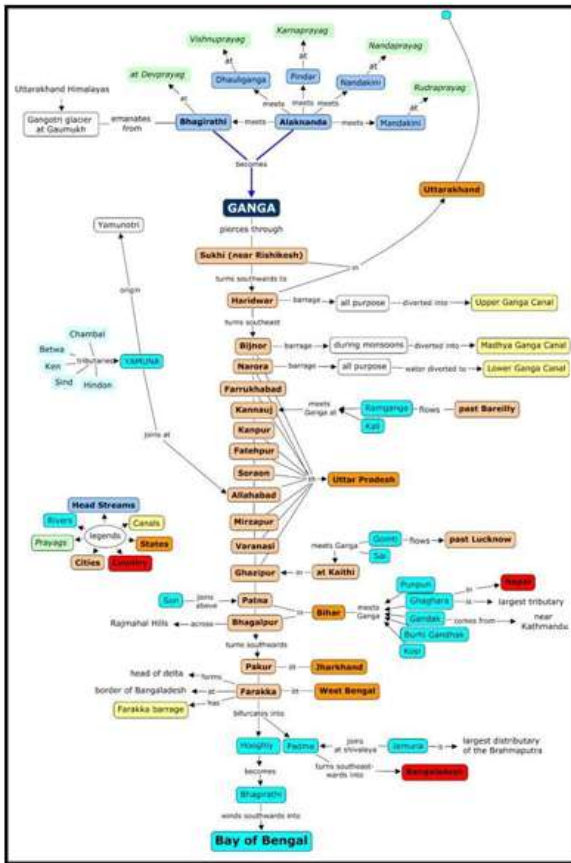 Karnaprayag
Vishnuprayag
Nandaprayag
at
at
at
at Devprayag
Dhauliganga
Pindar
Nandakini
Rudraprayag
Uttarakhand Himalayas
at
meets
meets
meets
at
Gangotri glacier
at Gaumukh
emanates
from
Bhagirathi
meets
Alaknanda
meets
Mandakini
becomes
Uttarakhand
GANGA
Yamunotri
pierces through
Sukhi (near Rishikesh)
in
turns southwards to
origin
Haridwar
barrage
all purpose
diverted into
Upper Ganga Canal
turns southeast
Chambal
Bijnor
barrage
during monsoons
diverted into
Madhya Ganga Canal
Betwa
tributaries
YAMUNA
Narora
barrage
all purpose
water diverted to
Lower Ganga Canal
Ken
Sind
Hindon
Farrukhabad
Kannauj
meets
Ganga at
Ramganga
flows
past Bareilly
Kali
Kanpur
joins at
Fatehpur
Soraon
in
Uttar Pradesh
Allahabad
Head Streams
Rivers
Canals
legends
Prayags
States
Cities
Country
Mirzapur
Varanasi
meets Ganga
Gomti
flows
past Lucknow
Sai
Ghazipur
in
at Kaithi
Son
joins
above
Patna
in
Bihar
meets
Ganga
Punpun
in
Nepal
Ghaghara
is
largest tributary
Rajmahal Hills
across
Bhagalpur
Gandak
comes from
near
Kathmandu
Burhi Gandhak
Kosi
turns southwards
Pakur
in
Jharkhand
head of delta
forms
border of Bangaladesh
at
Farakka
in
West Bengal
Farakka barrage
has
bifurcates into
Hooghly
Padma
joins
at shivalaya
Jamuna
is
largest distributary
of the Brahmaputra
becomes
turns southeast-
wards into
Bangaladesh
Bhagirathi
winds southwards into
Bay of Bengal